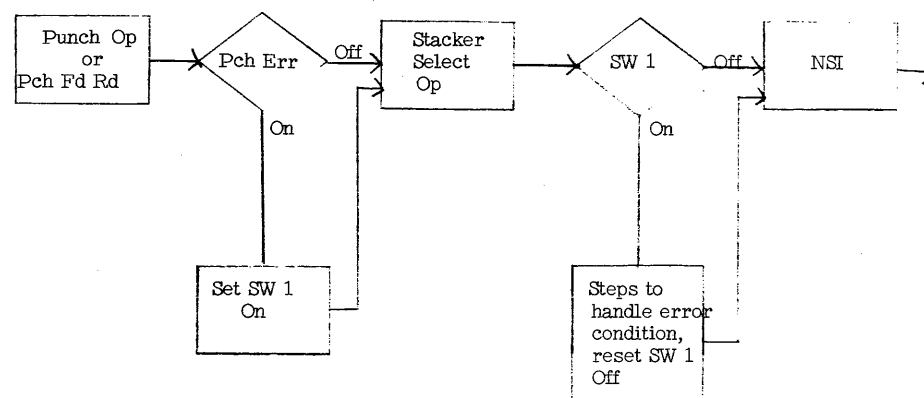 Punch Op
or
Pch Fd Rd
Pch Err
Off
On
Set SW 1
On
Stacker
Select
Op
SW 1
Off
On
Steps to
handle error
condition,
reset SW 1
Off
NSI